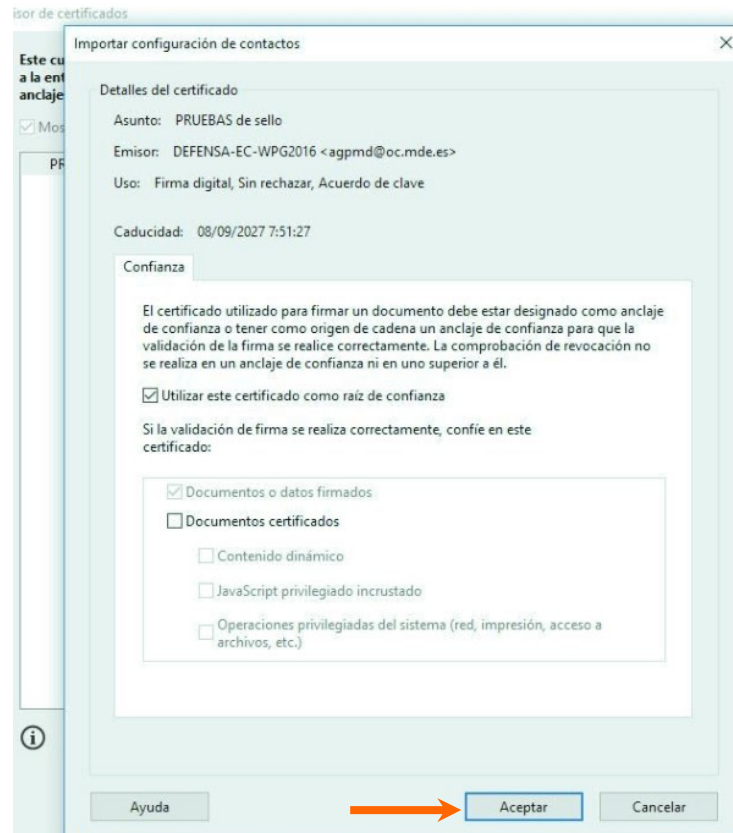 isor de certificados
Importar configuración de contactos
Este cu
a la ent
anclaje
Detalles del certificado
Asunto: PRUEBAS de sello
Mos
Emisor: DEFENSA-EC-WPG2016 <agpmd@oc.mde.es>
PR
Uso: Firma digital, Sin rechazar, Acuerdo de clave
Caducidad: 08/09/2027 7:51:27
Confianza
El certificado utilizado para firmar un documento debe estar designado como anclaje
de confianza o tener como origen de cadena un anclaje de confianza para que la
validación de la firma se realice correctamente. La comprobación de revocación no
se realiza en un anclaje de confianza ni en uno superior a él.
Utilizar este certificado como raíz de confianza
Si la validación de firma se realiza correctamente, confíe en este
certificado:
Documentos o datos firmados
Documentos certificados
Contenido dinámico
JavaScript privilegiado incrustado
Operaciones privilegiadas del sistema (red, impresión, acceso a
archivos, etc.)
Ayuda
Aceptar
Cancelar